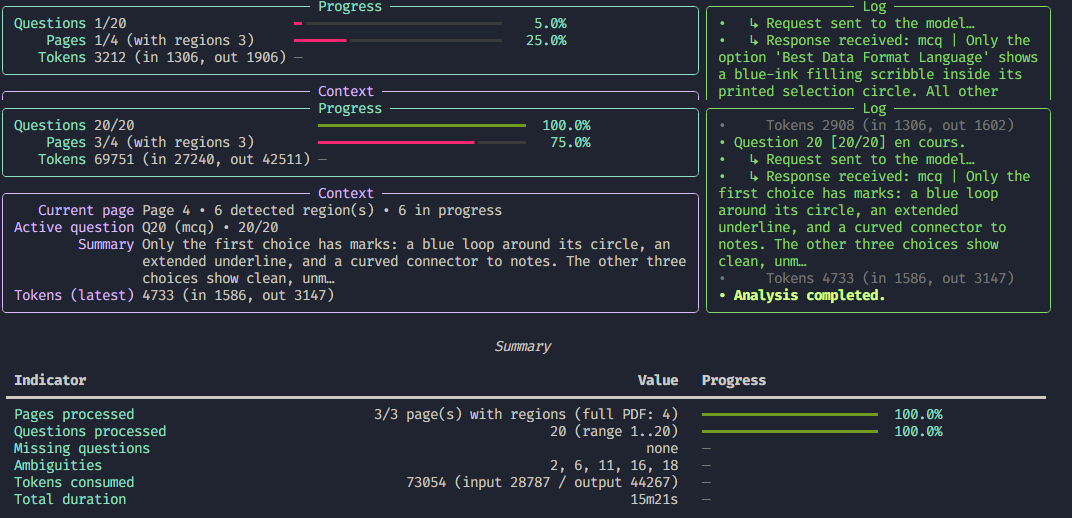 Progress
Questions 1/20 5.0%
Pages 1/4 (with regions 3) 25.0%
Tokens 3212 (in 1306, out 1906) —
Context
Log
• ↳ Request sent to the model…
• ↳ Response received: mcq | Only the
option 'Best Data Format Language' shows
a blue-ink filling scribble inside its
printed selection circle. All other
Progress
Questions 20/20 100.0%
Pages 3/4 (with regions 3) 75.0%
Tokens 69751 (in 27240, out 42511) —
Context
Current page Page 4 • 6 detected region(s) • 6 in progress
Active question Q20 (mcq) • 20/20
Summary Only the first choice has marks: a blue loop around its circle, an
extended underline, and a curved connector to notes. The other three
choices show clean, unm…
Tokens (latest) 4733 (in 1586, out 3147)
Log
• Tokens 2908 (in 1306, out 1602)
• Question 20 [20/20] en cours.
• ↳ Request sent to the model…
• ↳ Response received: mcq | Only the
first choice has marks: a blue loop
around its circle, an extended
underline, and a curved connector to
notes. The other three choices show
clean, unm…
• Tokens 4733 (in 1586, out 3147)
• Analysis completed.
Summary
Indicator Value Progress
Pages processed 3/3 page(s) with regions (full PDF: 4) 100.0%
Questions processed 20 (range 1..20) 100.0%
Missing questions none —
Ambiguities 2, 6, 11, 16, 18 —
Tokens consumed 73054 (input 28787 / output 44267) —
Total duration 15m21s —